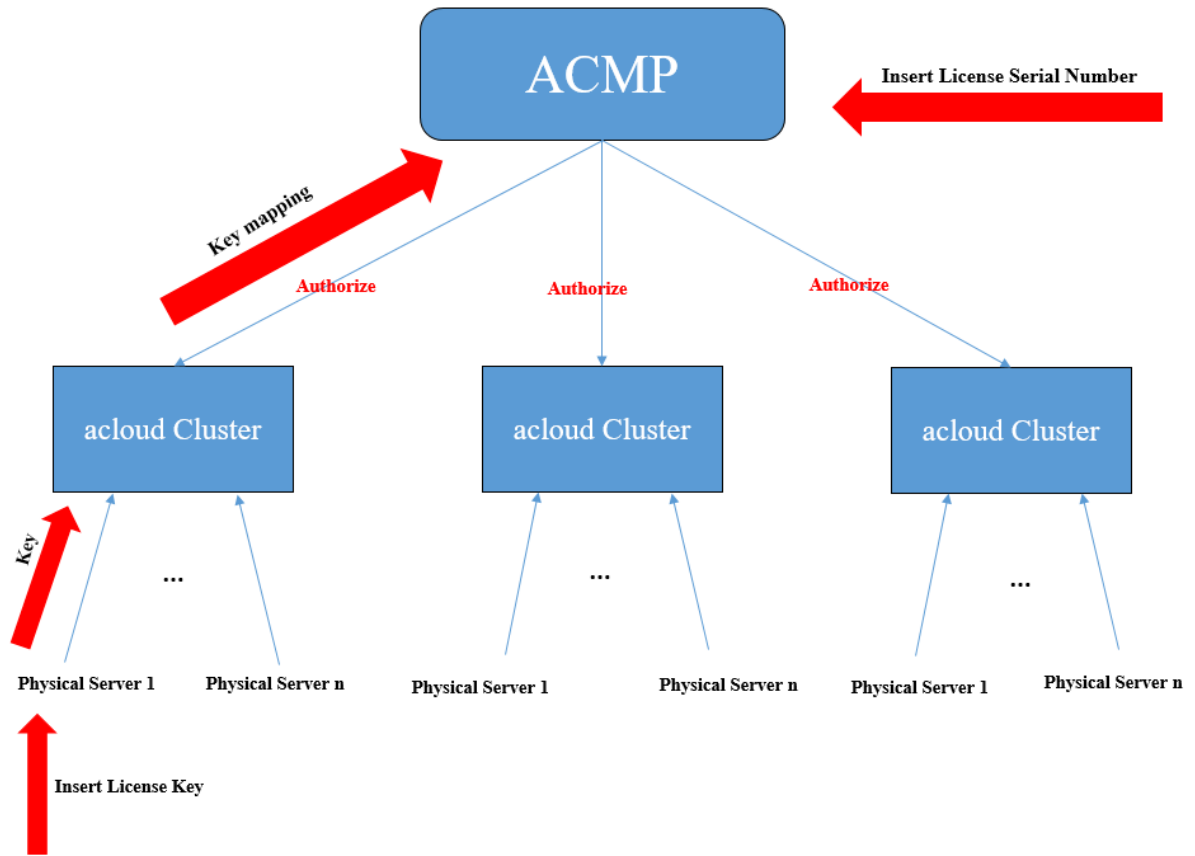 ACMP
Insert License Serial Number
Key mapping
Authorize
Authorize
Authorize
acloud Cluster
acloud Cluster
acloud Cluster
Key
...
...
...
Physical Server 1
Physical Server n
Physical Server 1
Physical Server n
Physical Server 1
Physical Server n
Insert License Key